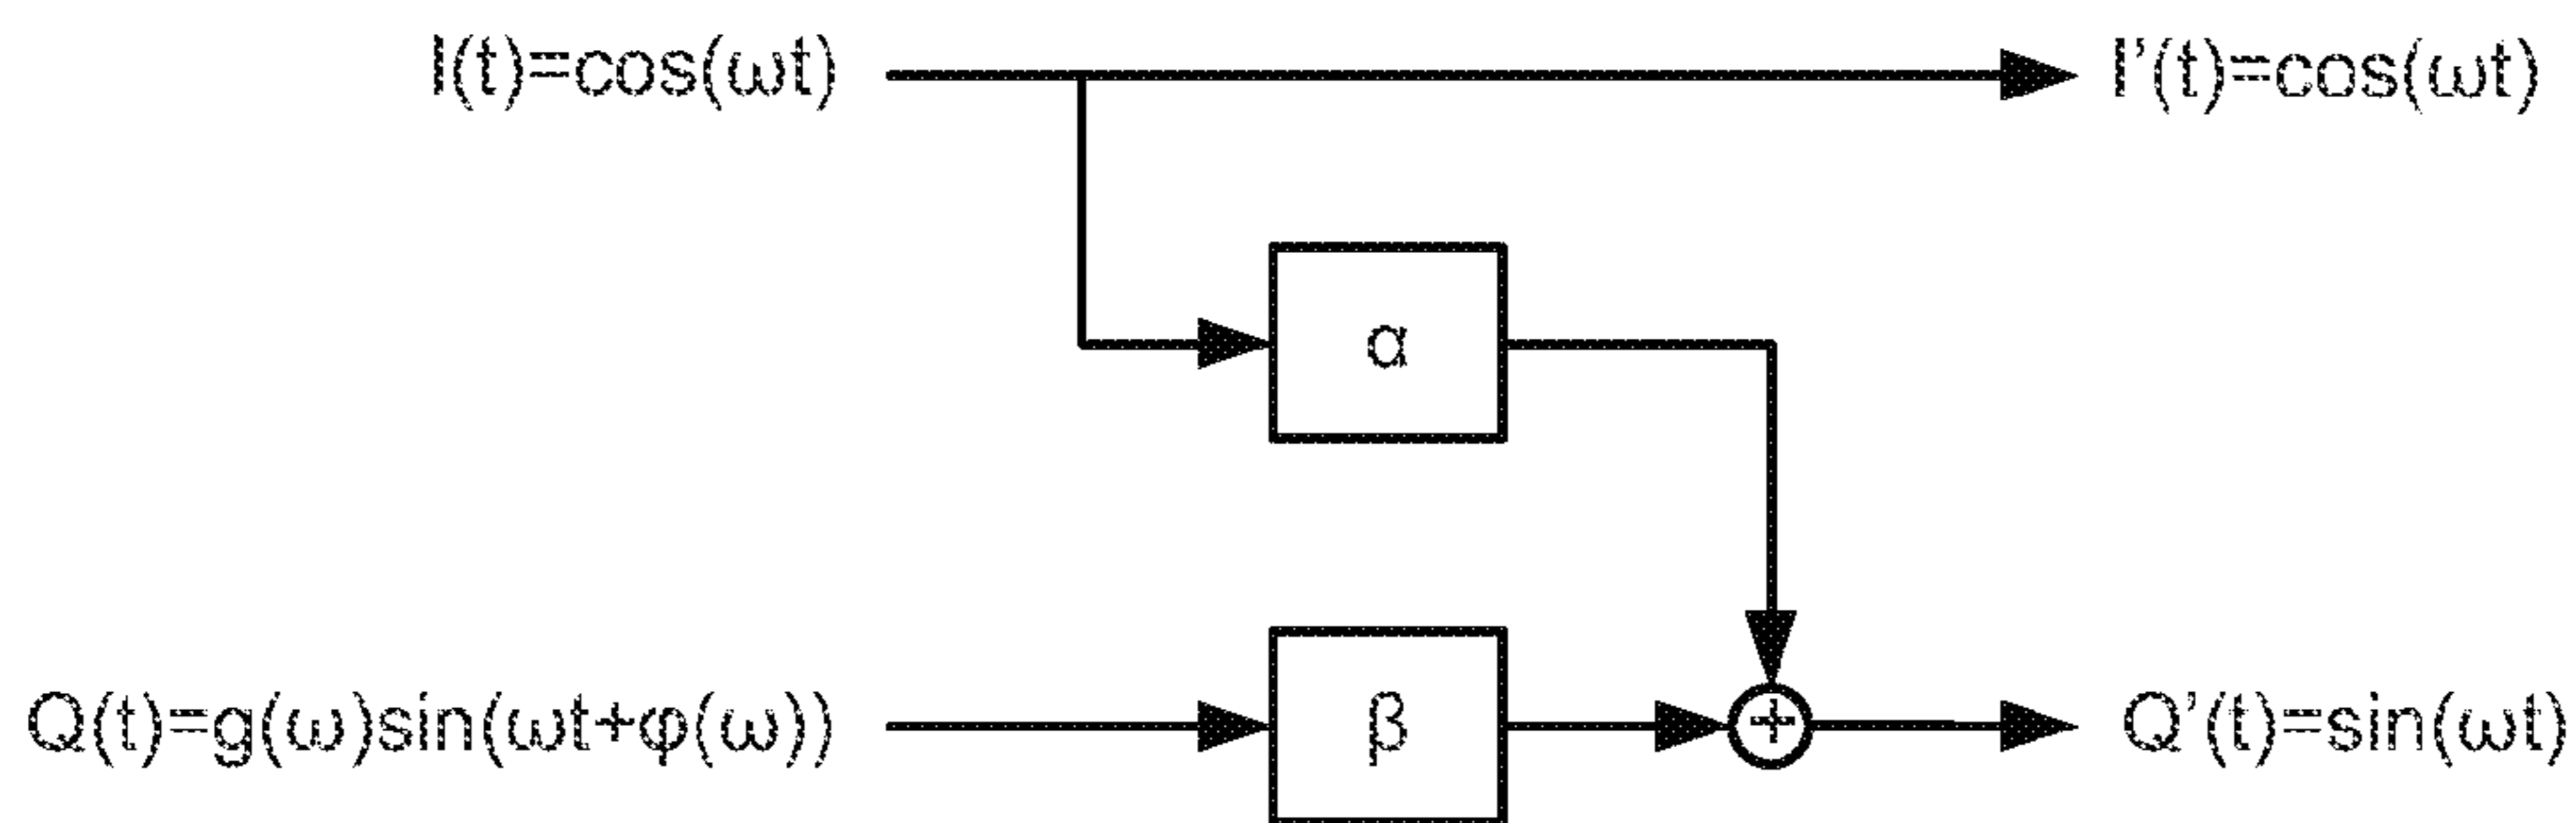 I(t)=cos(ωt)
I’(t)=cos(ωt)
α
Q(t)=g(ω)sin(ωt+φ(ω))
β
+
Q’(t)=sin(ωt)